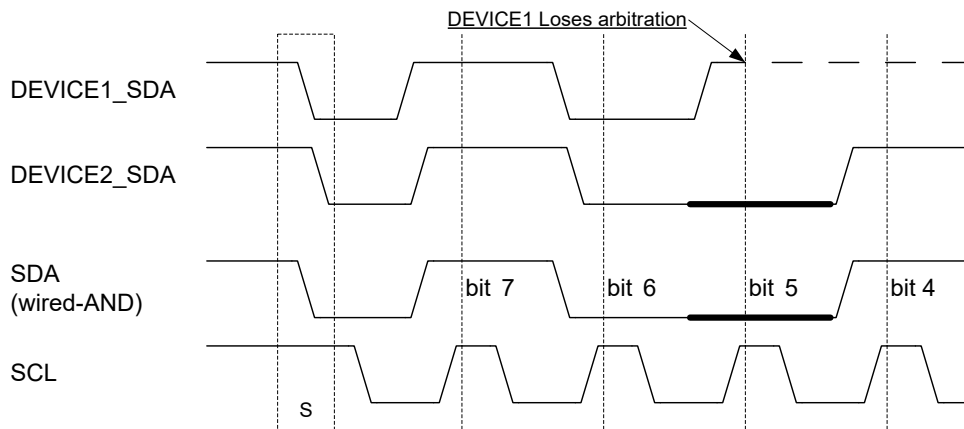 DEVICE1 Loses arbitration
DEVICE1_SDA
DEVICE2_SDA
SDA
(wired-AND)
bit 7
bit 6
bit 5
bit 4
SCL
S